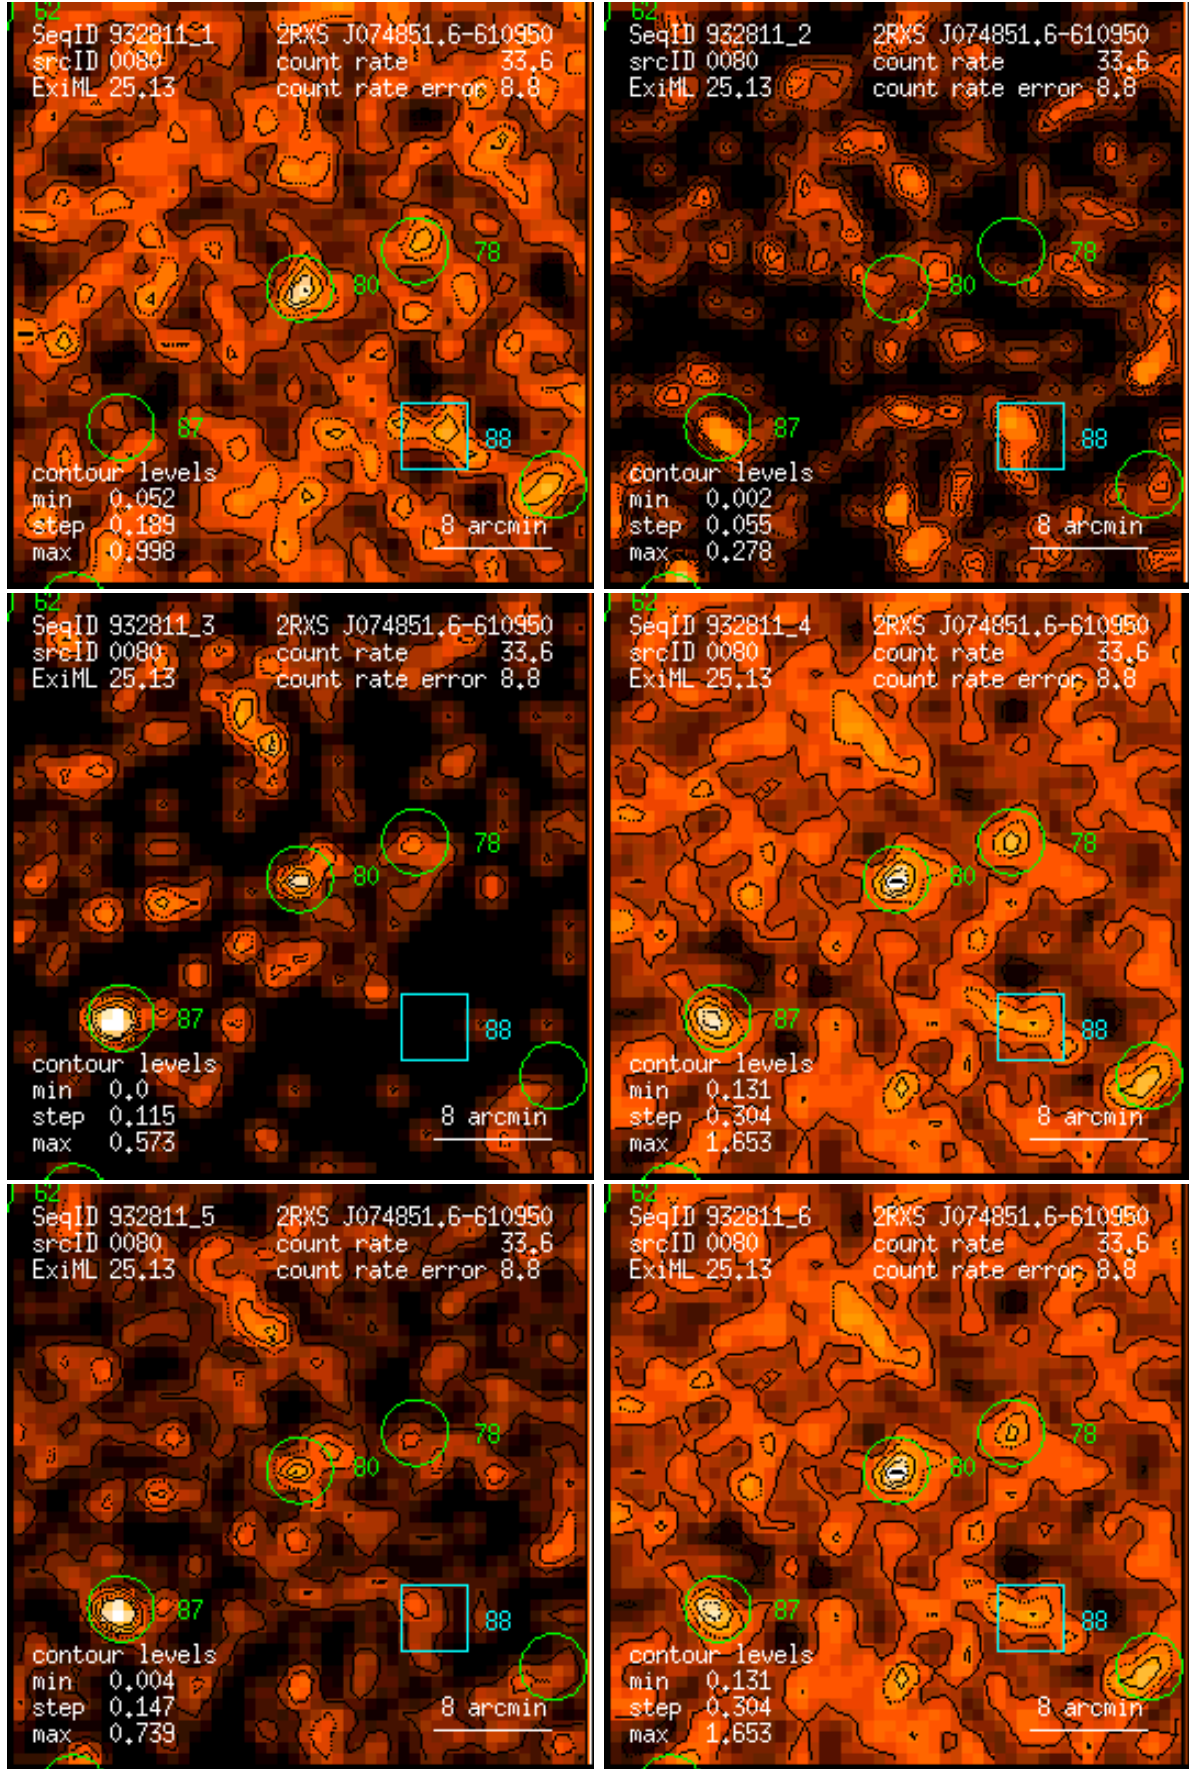 62
SeqID 932811_1 2RXS J074851.6-610950
srcID 0080 count rate 33.6
ExiML 25.13 count rate error 8.8
78
80
87
88
contour levels
min 0.052
step 0.189
max 0.998
8 arcmin
62
SeqID 932811_2 2RXS J074851.6-610950
srcID 0080 count rate 33.6
ExiML 25.13 count rate error 8.8
78
80
87
88
contour levels
min 0.002
step 0.055
max 0.278
8 arcmin
62
SeqID 932811_3 2RXS J074851.6-610950
srcID 0080 count rate 33.6
ExiML 25.13 count rate error 8.8
78
80
87
88
contour levels
min 0.0
step 0.115
max 0.573
8 arcmin
62
SeqID 932811_4 2RXS J074851.6-610950
srcID 0080 count rate 33.6
ExiML 25.13 count rate error 8.8
78
80
87
88
contour levels
min 0.131
step 0.304
max 1.653
8 arcmin
62
SeqID 932811_5 2RXS J074851.6-610950
srcID 0080 count rate 33.6
ExiML 25.13 count rate error 8.8
78
80
87
88
contour levels
min 0.004
step 0.147
max 0.739
8 arcmin
62
SeqID 932811_6 2RXS J074851.6-610950
srcID 0080 count rate 33.6
ExiML 25.13 count rate error 8.8
78
80
87
88
contour levels
min 0.131
step 0.304
max 1.653
8 arcmin